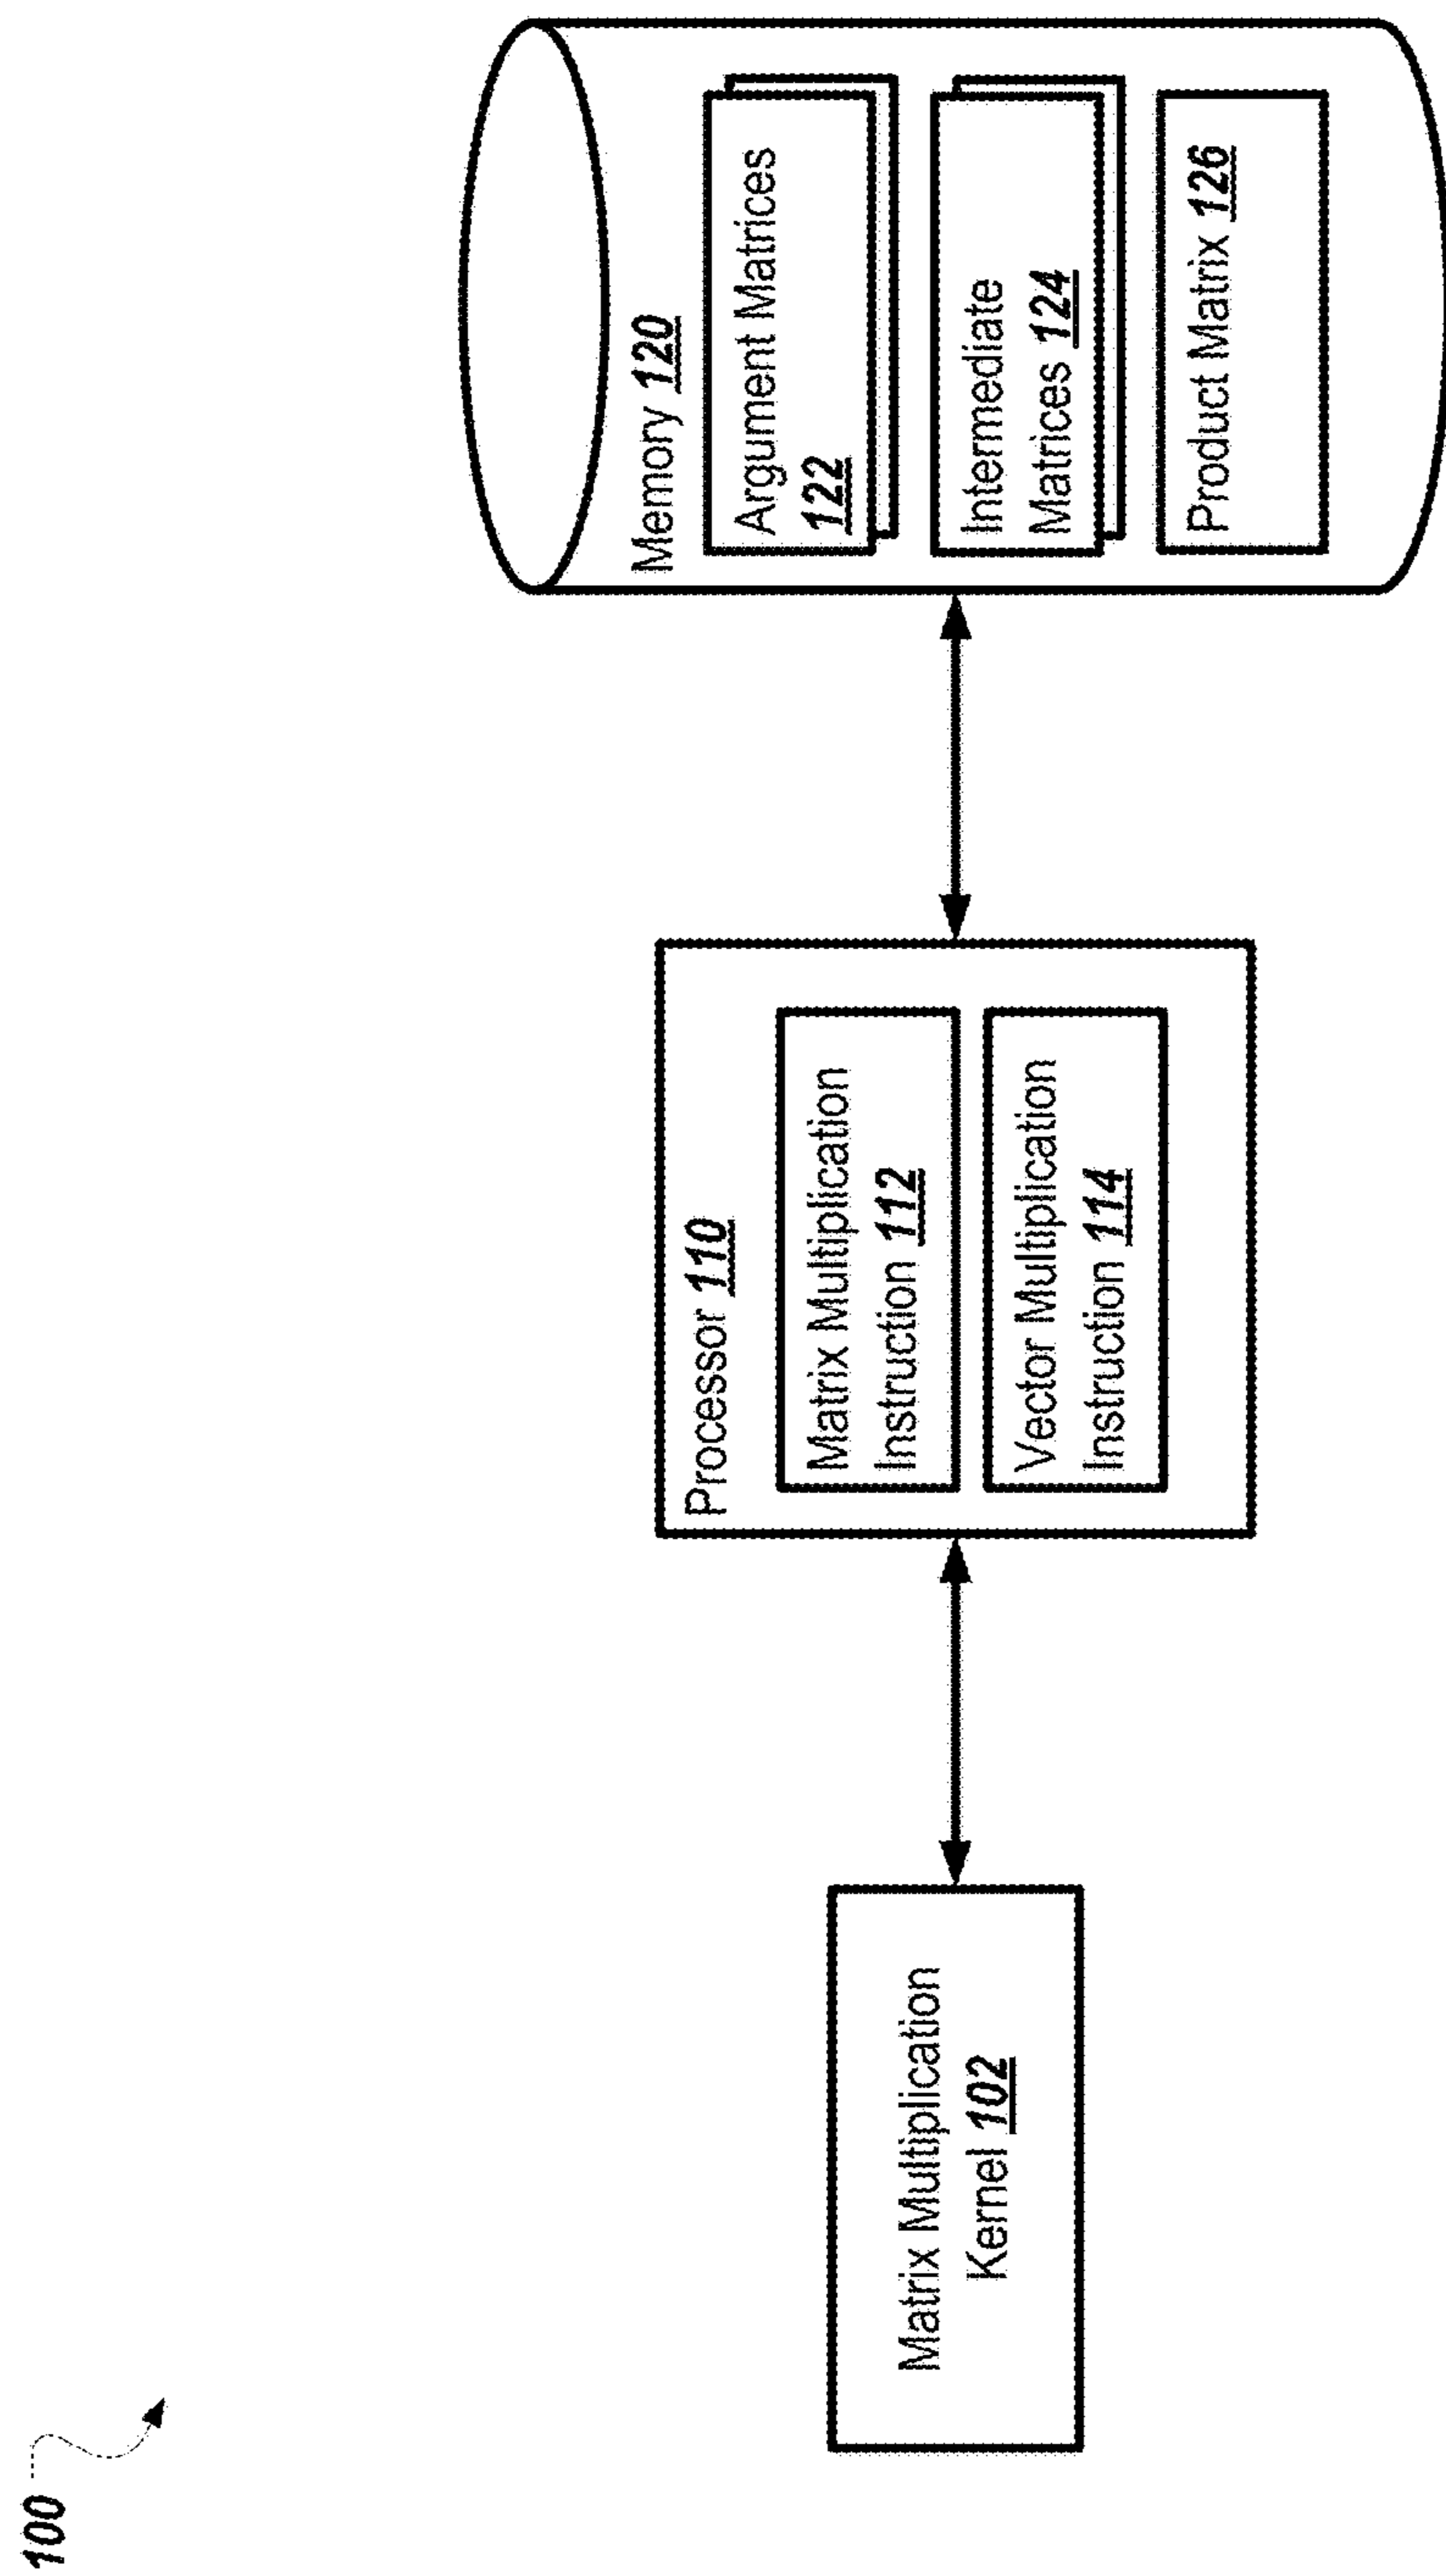 100
Matrix Multiplication
Kernel 102
Processor 110
Matrix Multiplication
Instruction 112
Vector Multiplication
Instruction 114
Memory 120
Argument Matrices
122
Intermediate
Matrices 124
Product Matrix 126